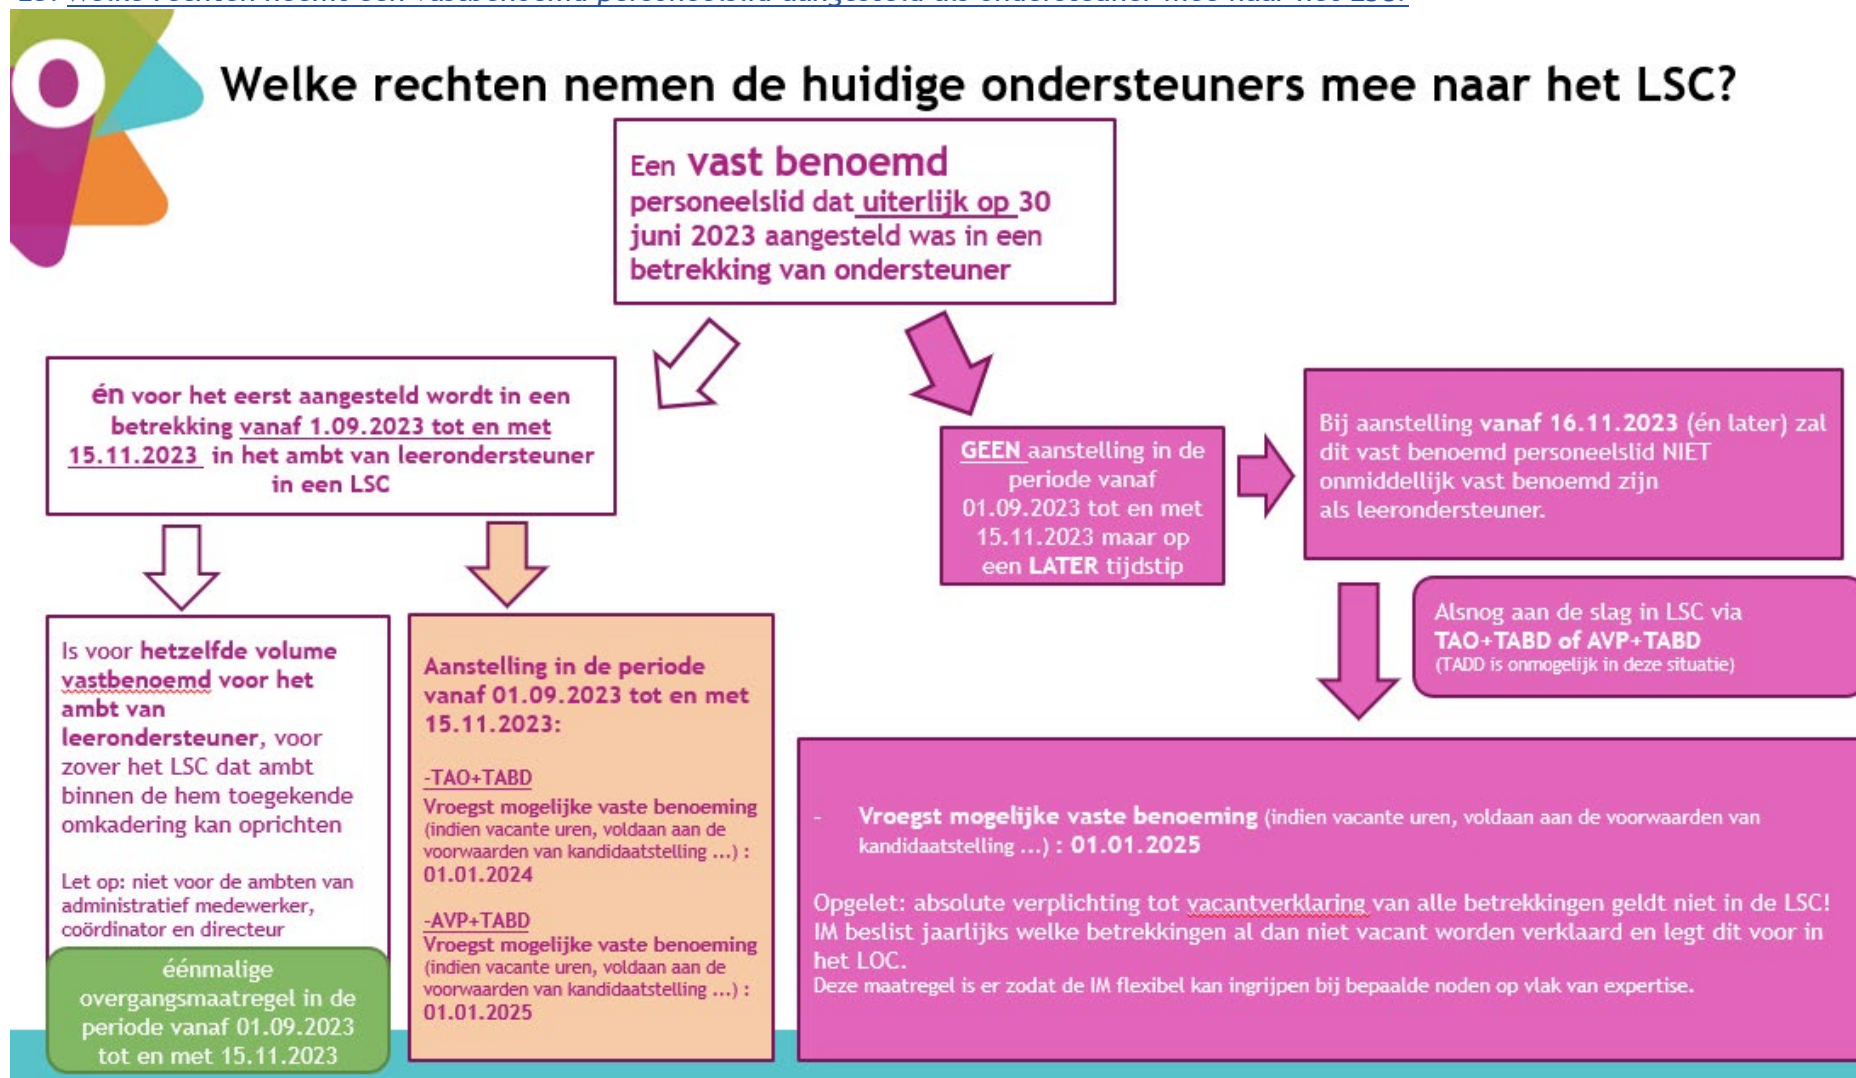 Welke rechten nemen de huidige ondersteuners mee naar het LSC?
Een vast benoemd
personeelslid dat uiterlijk op 30
juni 2023 aangesteld was in een
betrekking van ondersteuner
én voor het eerst aangesteld wordt in een
betrekking vanaf 1.09.2023 tot en met
15.11.2023 in het ambt van leerondersteuner
in een LSC
GEEN aanstelling in de
periode vanaf
01.09.2023 tot en met
15.11.2023 maar op
een LATER tijdstip
Bij aanstelling vanaf 16.11.2023 (én later) zal
dit vast benoemd personeelslid NIET
onmiddellijk vast benoemd zijn
als leerondersteuner.
Is voor hetzelfde volume
vastbenoemd voor het
ambt van
leerondersteuner, voor
zover het LSC dat ambt
binnen de hem toegekende
omkadering kan oprichten
Let op: niet voor de ambten van
administratief medewerker,
coördinator en directeur
éénmalige
overgangsmaatregel in de
periode vanaf 01.09.2023
tot en met 15.11.2023
Aanstelling in de periode
vanaf 01.09.2023 tot en met
15.11.2023:
-TAO+TABD
Vroegst mogelijke vaste benoeming
(indien vacante uren, voldaan aan de
voorwaarden van kandidaatstelling ...) :
01.01.2024
-AVP+TABD
Vroegst mogelijke vaste benoeming
(indien vacante uren, voldaan aan de
voorwaarden van kandidaatstelling ...) :
01.01.2025
Alsnog aan de slag in LSC via
TAO+TABD of AVP+TABD
(TADD is onmogelijk in deze situatie)
- Vroegst mogelijke vaste benoeming (indien vacante uren, voldaan aan de voorwaarden van
kandidaatstelling ...) : 01.01.2025
Opgelet: absolute verplichting tot vacantverklaring van alle betrekkingen geldt niet in de LSC!
IM beslist jaarlijks welke betrekkingen al dan niet vacant worden verklaard en legt dit voor in
het LOC.
Deze maatregel is er zodat de IM flexibel kan ingrijpen bij bepaalde noden op vlak van expertise.